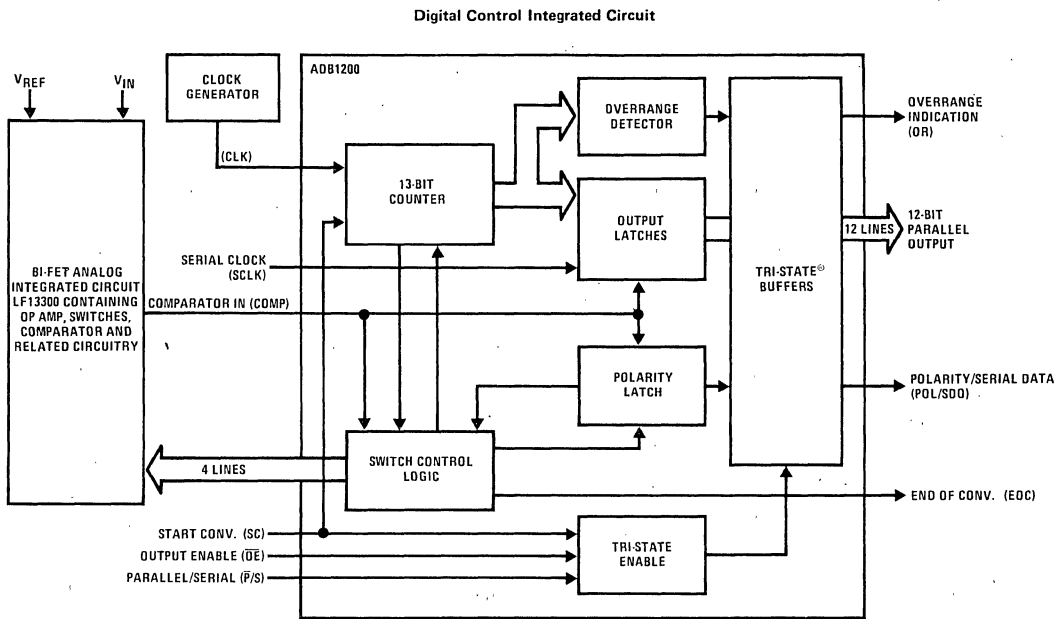 Digital Control Integrated Circuit
ADB1200
VREF
VIN
CLOCK
GENERATOR
(CLK)
13-BIT
COUNTER
OVERRANGE
DETECTOR
OVERRANGE
INDICATION
(OR)
OUTPUT
LATCHES
12 LINES
12-BIT
PARALLEL
OUTPUT
SERIAL CLOCK
(SCLK)
TRI-STATE®
BUFFERS
BI-FET ANALOG
INTEGRATED CIRCUIT
LF13300 CONTAINING
OP AMP, SWITCHES,
COMPARATOR AND
RELATED CIRCUITRY
COMPARATOR IN (COMP)
POLARITY
LATCH
POLARITY/SERIAL DATA
(POL/SDO)
4 LINES
SWITCH CONTROL
LOGIC
END OF CONV. (EOC)
START CONV. (SC)
OUTPUT ENABLE (O̅E̅)
PARALLEL/SERIAL (P̅/S)
TRI-STATE
ENABLE